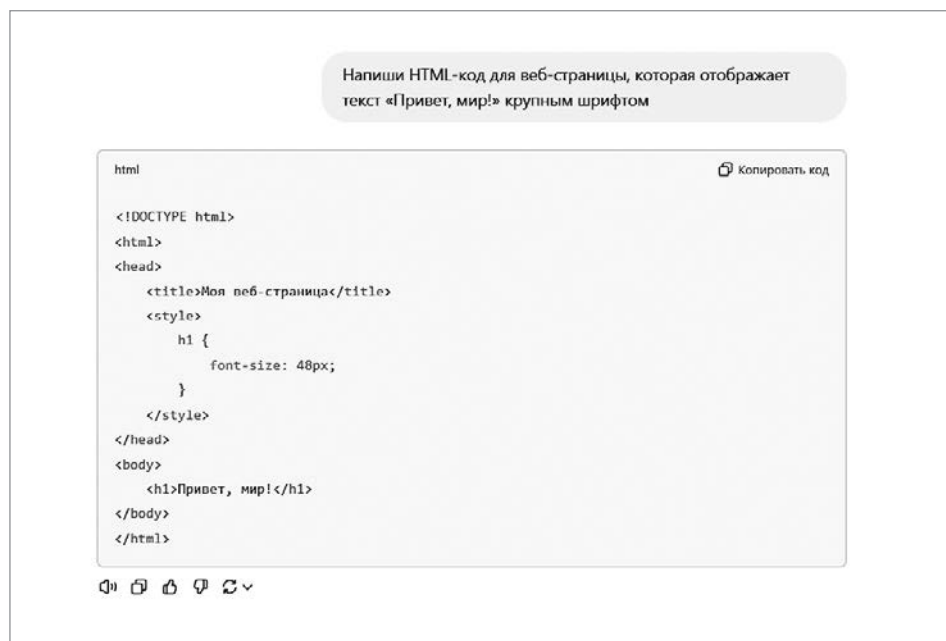 Напиши HTML-код для веб-страницы, которая отображает
текст «Привет, мир!» крупным шрифтом
html
Копировать код
<!DOCTYPE html>
<html>
<head>
    <title>Моя веб-страница</title>
    <style>
        h1 {
            font-size: 48px;
        }
    </style>
</head>
<body>
    <h1>Привет, мир!</h1>
</body>
</html>